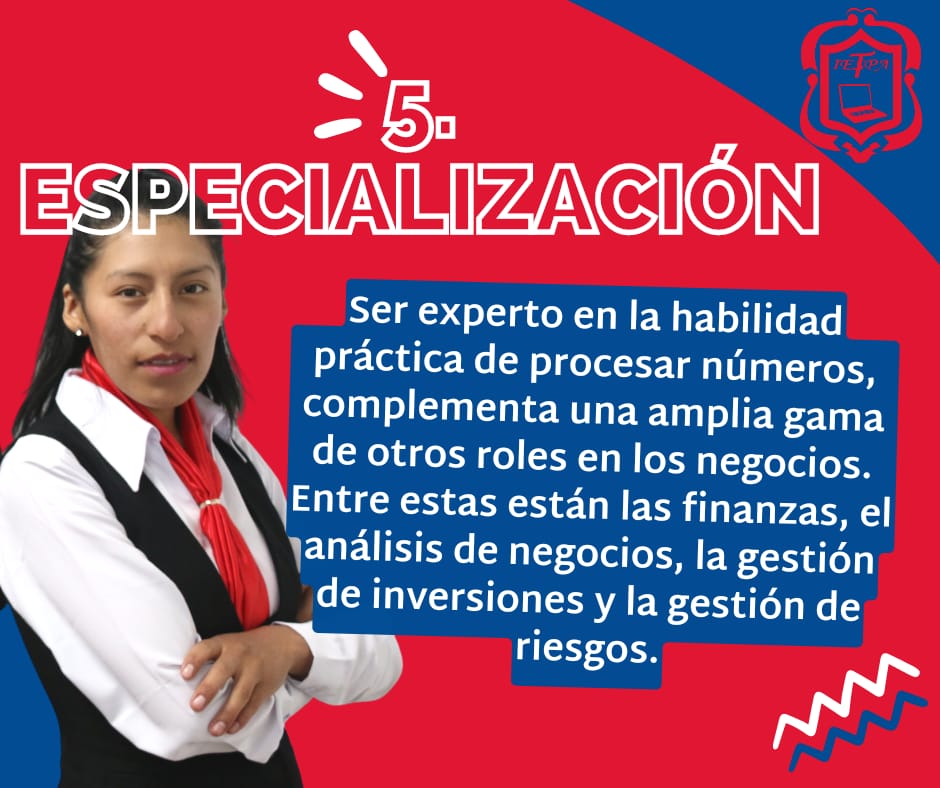 5.
ESPECIALIZACIÓN
IETPA
Ser experto en la habilidad
práctica de procesar números,
complementa una amplia gama
de otros roles en los negocios.
Entre estas están las finanzas, el
análisis de negocios, la gestión
de inversiones y la gestión de
riesgos.